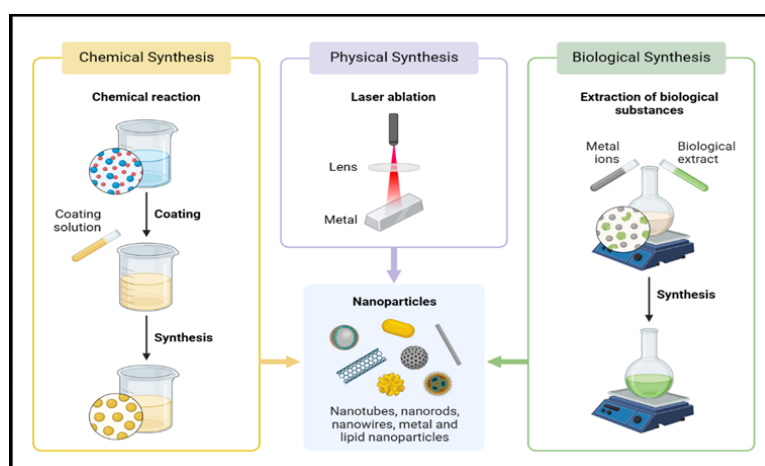 Chemical Synthesis
Chemical reaction
Coating
solution
Coating
Synthesis
Physical Synthesis
Laser ablation
Lens
Metal
Nanoparticles
Nanotubes, nanorods,
nanowires, metal and
lipid nanoparticles
Biological Synthesis
Extraction of biological
substances
Metal
ions
Biological
extract
Synthesis